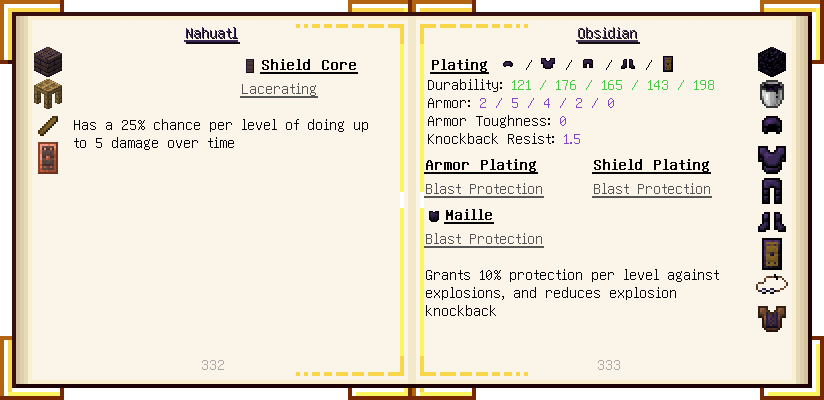 Nahuatl
Shield Core
Lacerating
Has a 25% chance per level of doing up
to 5 damage over time
332
Obsidian
Plating / / / /
Durability: 121 / 176 / 165 / 143 / 198
Armor: 2 / 5 / 4 / 2 / 0
Armor Toughness: 0
Knockback Resist: 1.5
Armor Plating Shield Plating
Blast Protection Blast Protection
Maille
Blast Protection
Grants 10% protection per level against
explosions, and reduces explosion
knockback
333